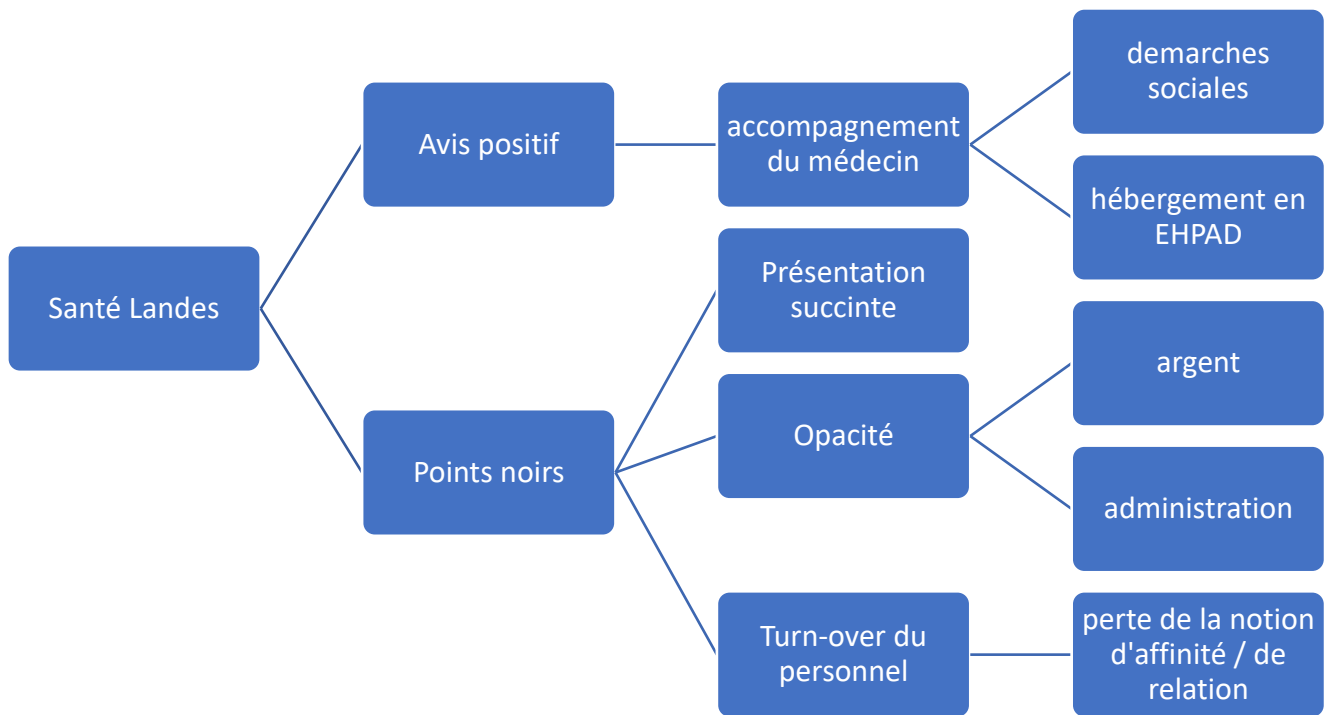 Santé Landes
Avis positif
accompagnement
du médecin
demarches
sociales
hébergement en
EHPAD
Points noirs
Présentation
succinte
Opacité
argent
administration
Turn-over du
personnel
perte de la notion
d'affinité / de
relation